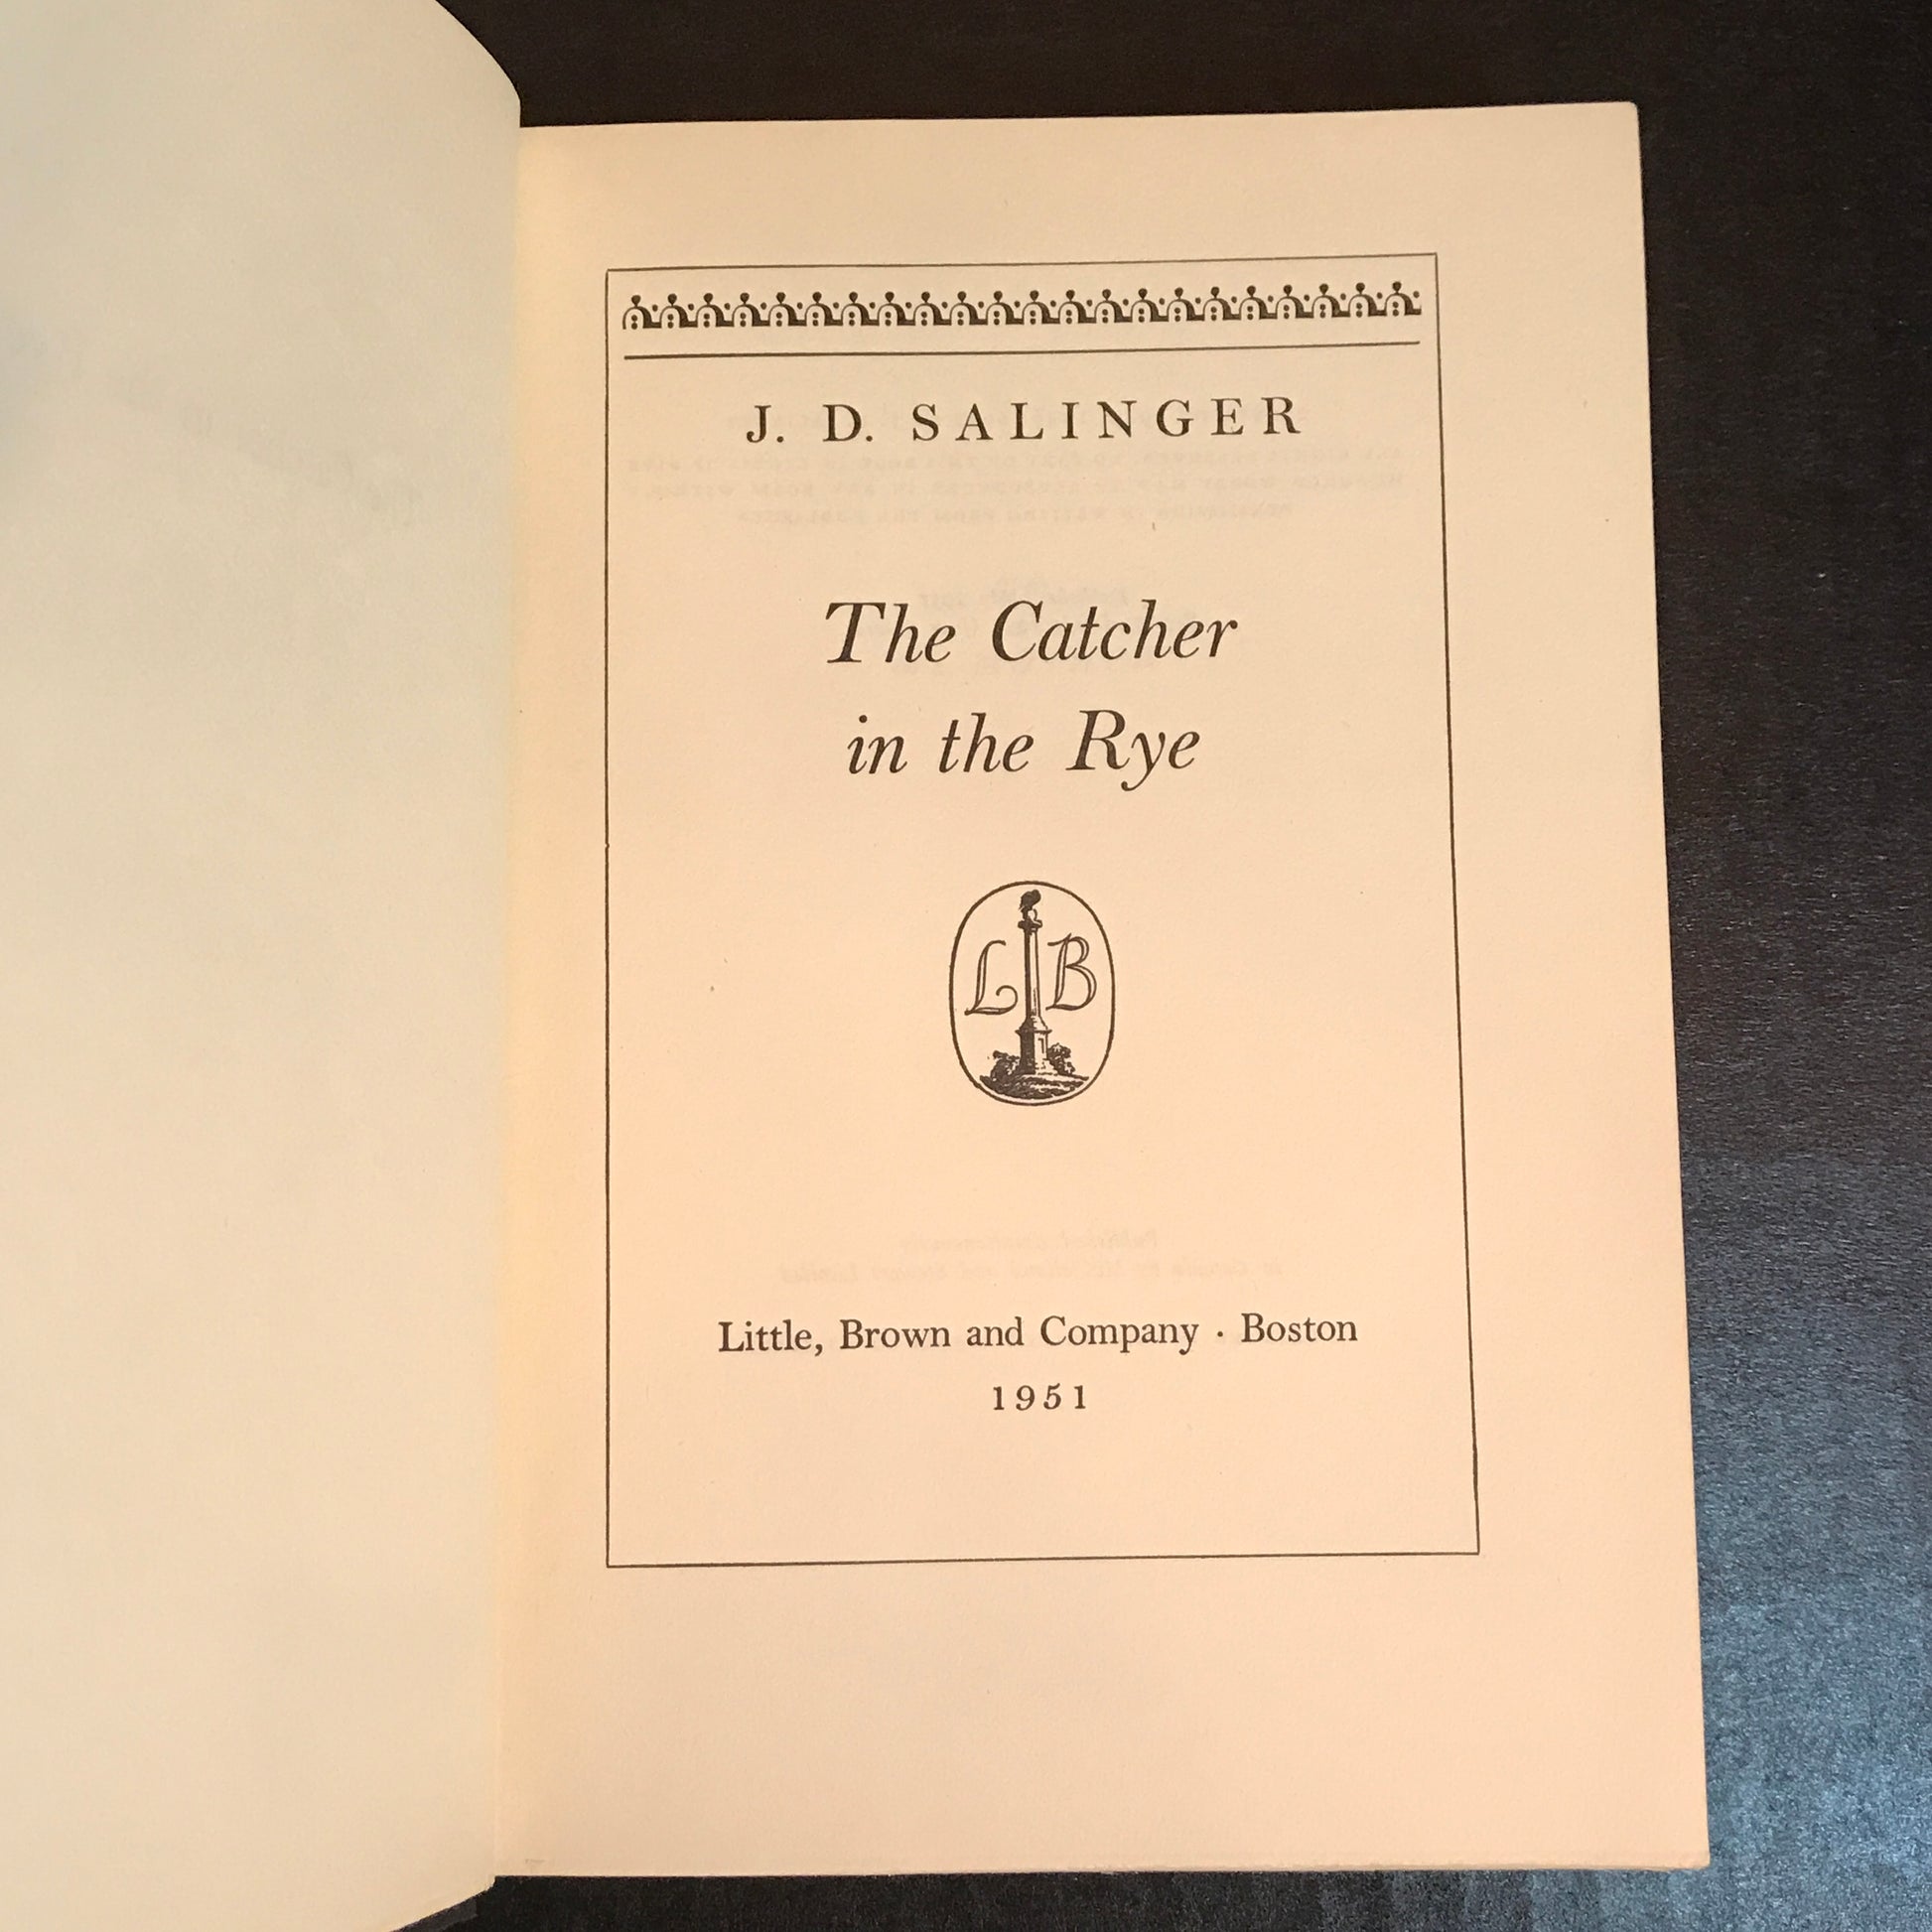 J. D. SALINGER
The Catcher
in the Rye
L B
Little, Brown and Company · Boston
1951